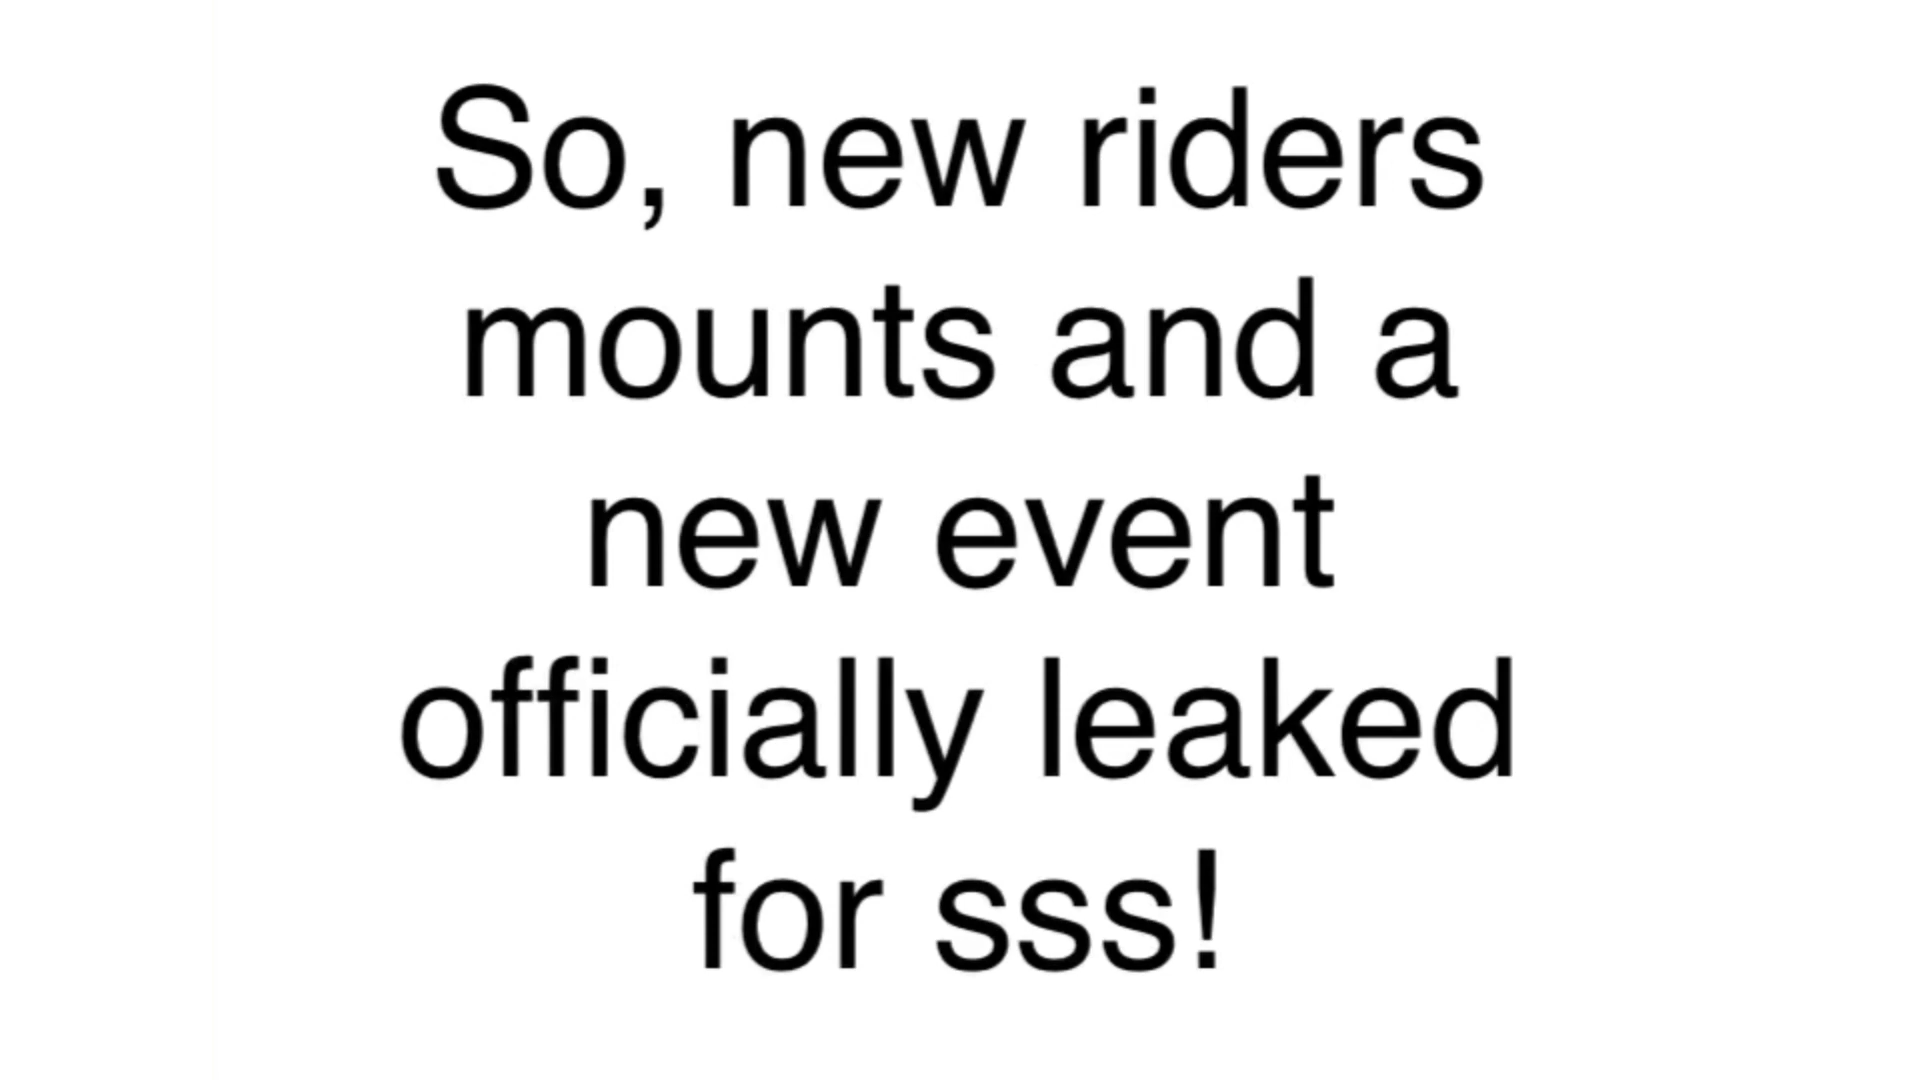 So, new riders
mounts and a
new event
officially leaked
for sss!